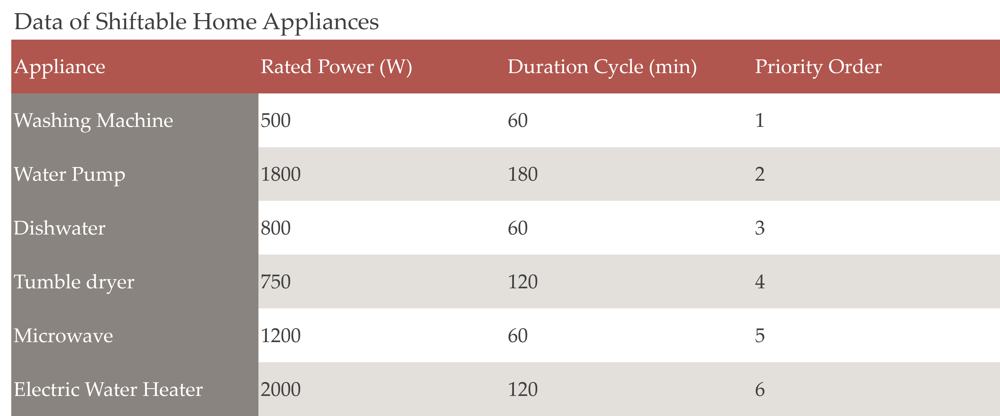 Data of Shiftable Home Appliances
Appliance Rated Power (W) Duration Cycle (min) Priority Order
Washing Machine 500 60 1
Water Pump 1800 180 2
Dishwater 800 60 3
Tumble dryer 750 120 4
Microwave 1200 60 5
Electric Water Heater 2000 120 6